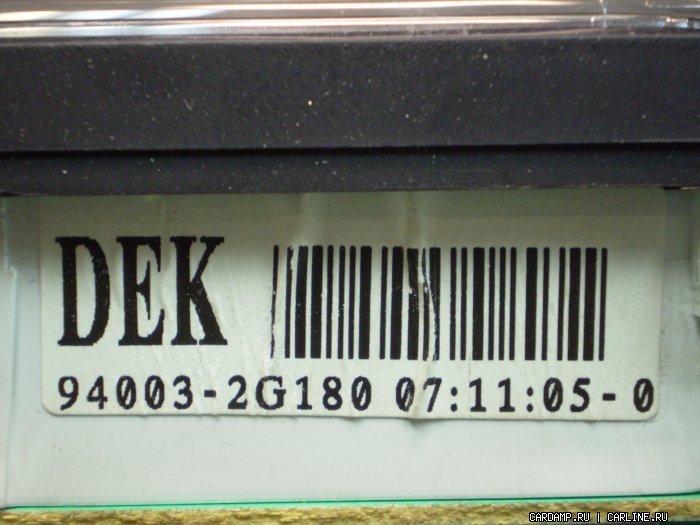 DEK
94003-2G180 07:11:05-0
CARDAMP.RU | CARLINE.RU